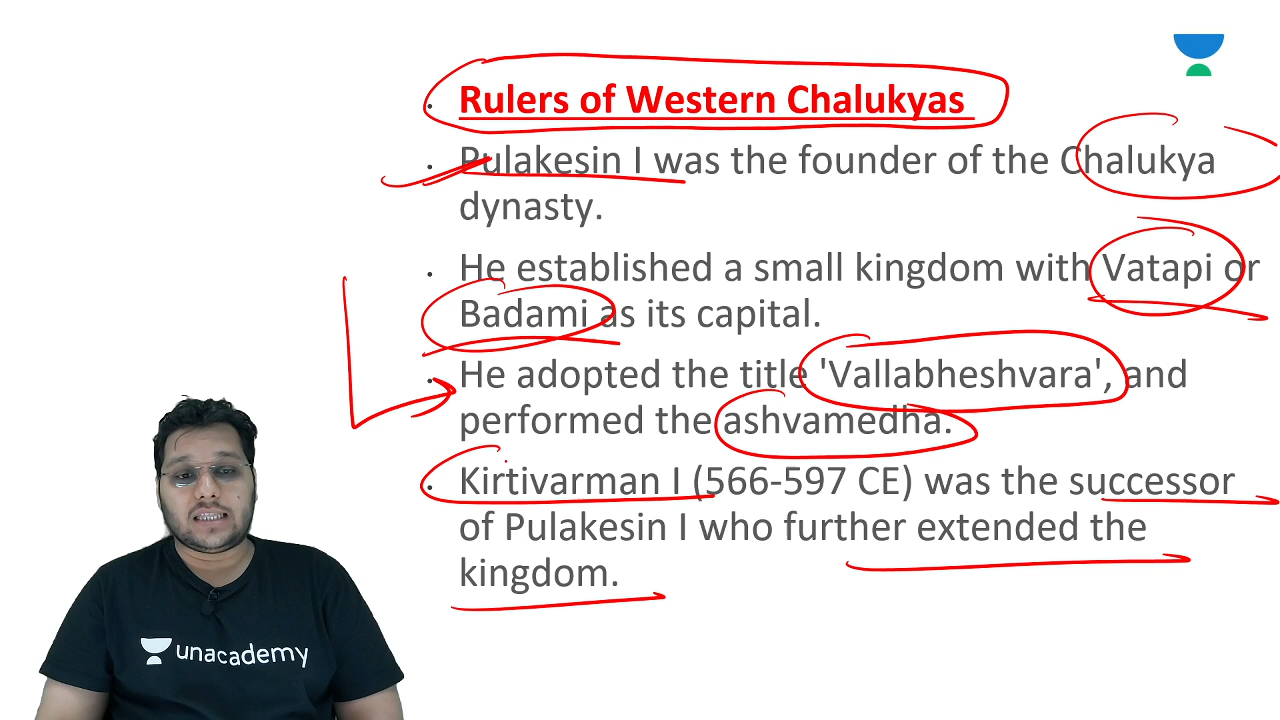 Rulers of Western Chalukyas
Pulakesin I was the founder of the Chalukya
dynasty.
He established a small kingdom with Vatapi or
Badami as its capital.
He adopted the title 'Vallabheshvara', and
performed the ashvamedha.
Kirtivarman I (566-597 CE) was the successor
of Pulakesin I who further extended the
kingdom.
unacademy